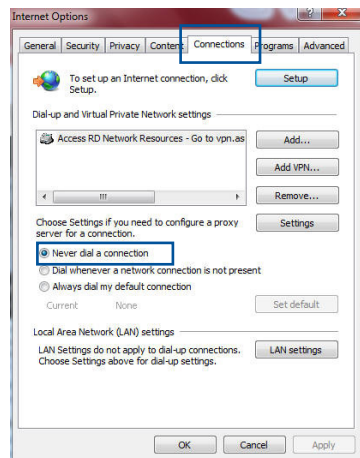 Internet Options
General Security Privacy Content Connections Programs Advanced
To set up an Internet connection, click
Setup.
Setup
Dial-up and Virtual Private Network settings
Access RD Network Resources - Go to vpn.as
Add...
Add VPN...
Remove...
Choose Settings if you need to configure a proxy
server for a connection.
Settings
Never dial a connection
Dial whenever a network connection is not present
Always dial my default connection
Current None
Set default
Local Area Network (LAN) settings
LAN Settings do not apply to dial-up connections.
Choose Settings above for dial-up settings.
LAN settings
OK Cancel Apply